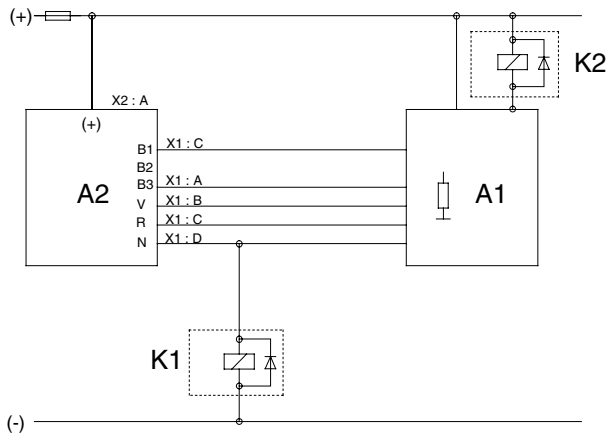 (+)
K2
X2 : A
(+)
B1 X1 : C
B2
B3 X1 : A
A2
A1
V X1 : B
R X1 : C
N X1 : D
K1
(-)